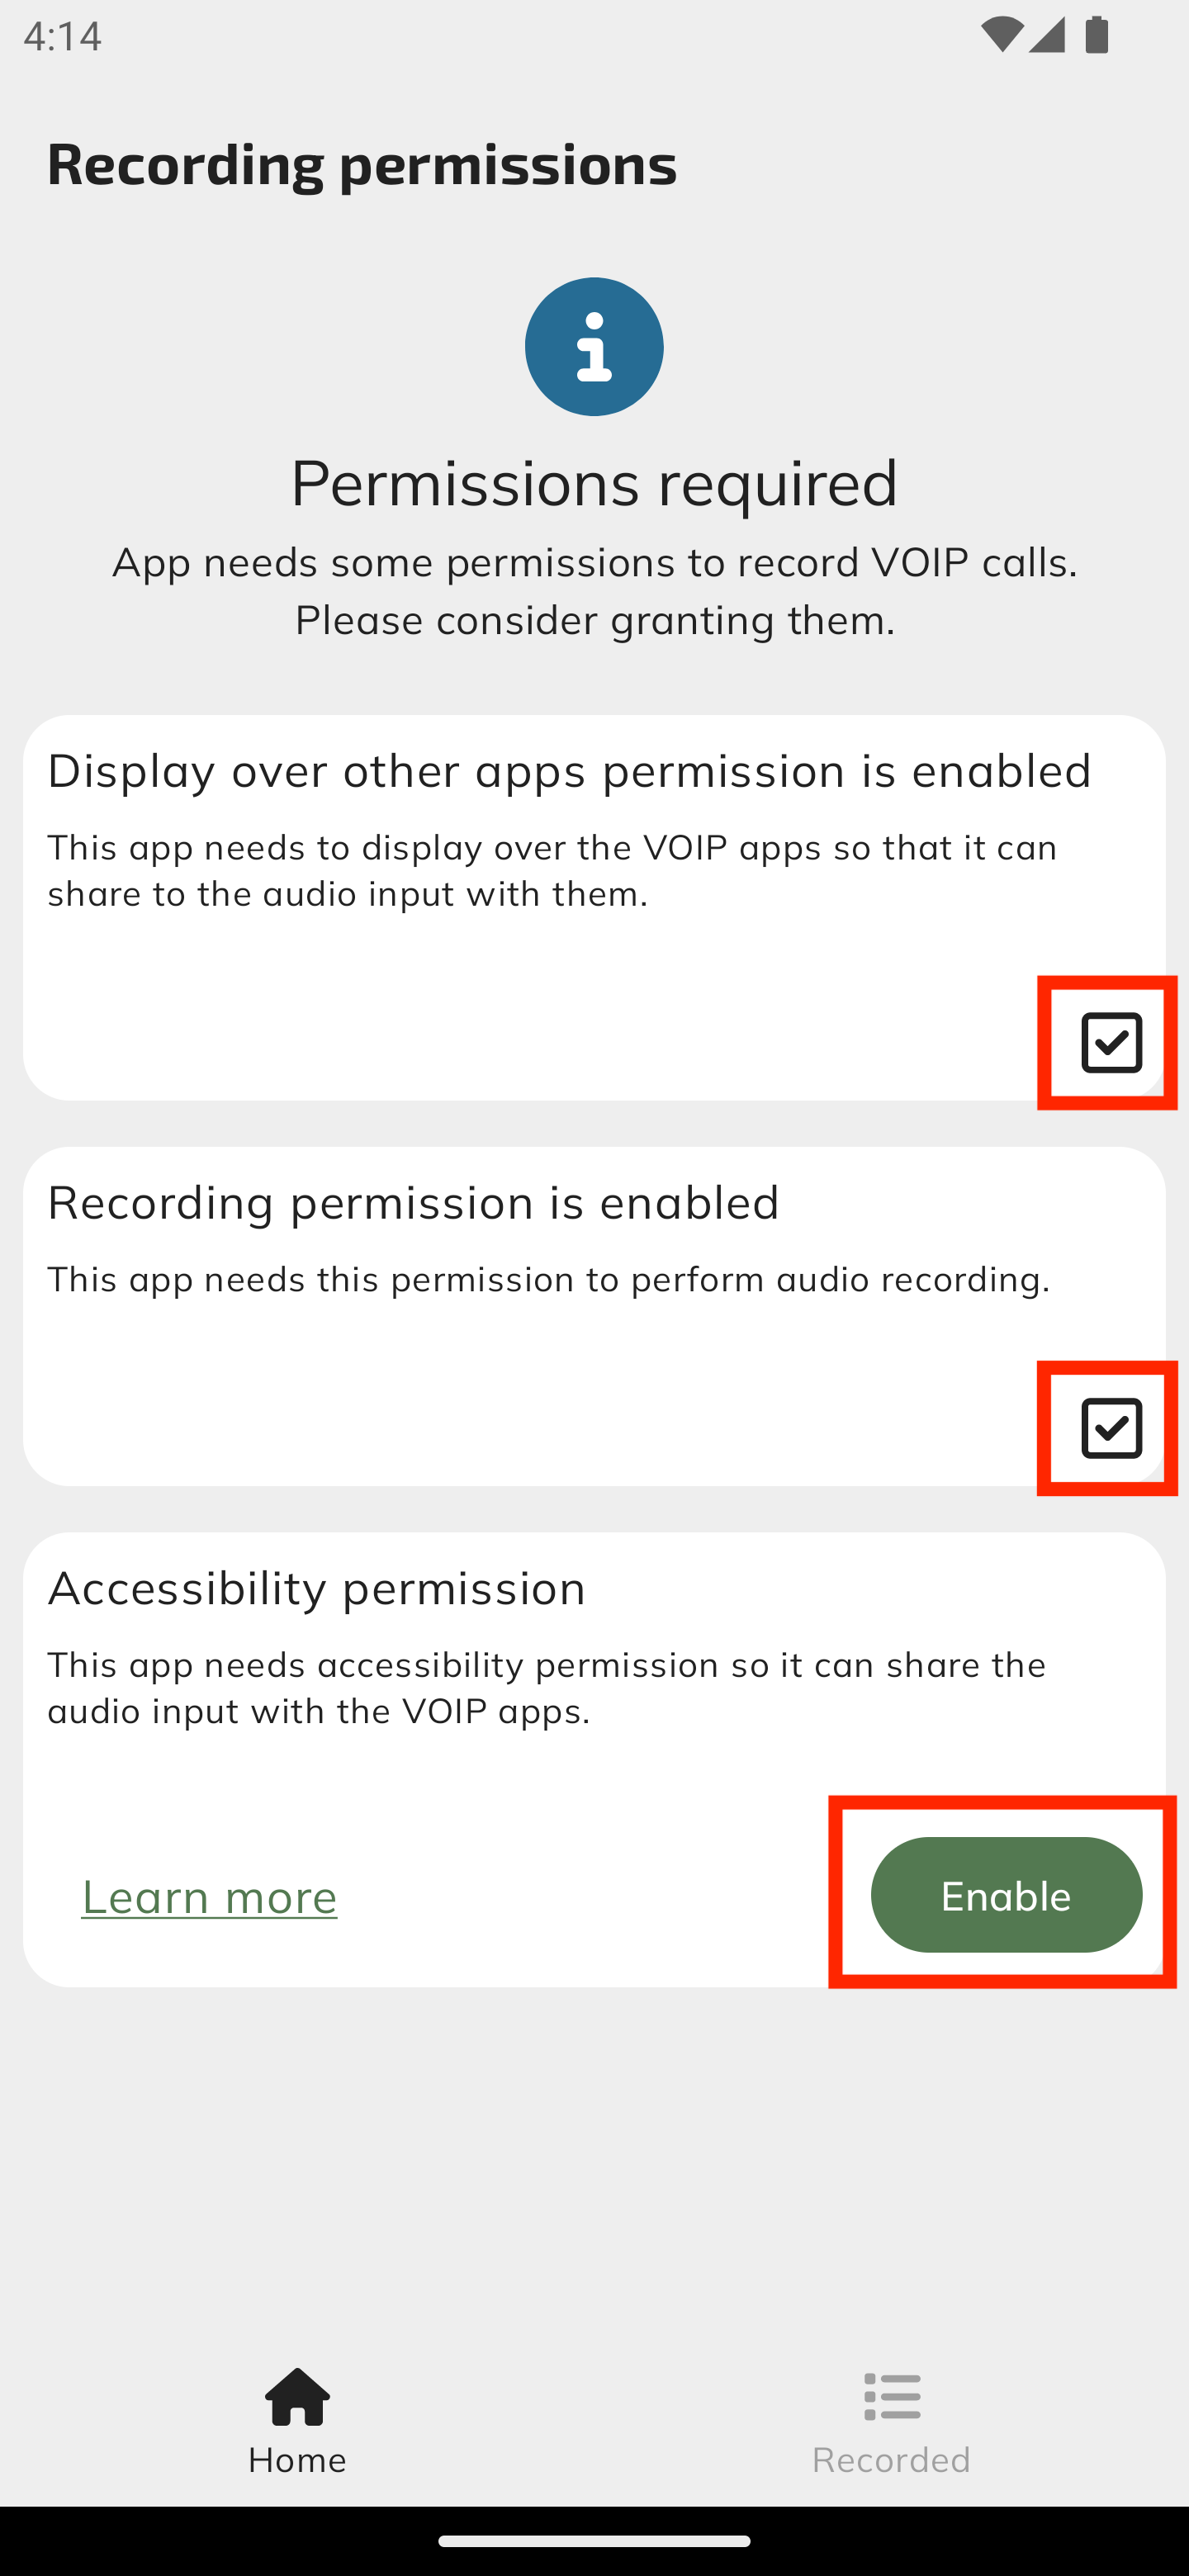 4:14
Recording permissions
Permissions required
App needs some permissions to record VOIP calls.
Please consider granting them.
Display over other apps permission is enabled
This app needs to display over the VOIP apps so that it can
share to the audio input with them.
Recording permission is enabled
This app needs this permission to perform audio recording.
Accessibility permission
This app needs accessibility permission so it can share the
audio input with the VOIP apps.
Learn more
Enable
Home
Recorded